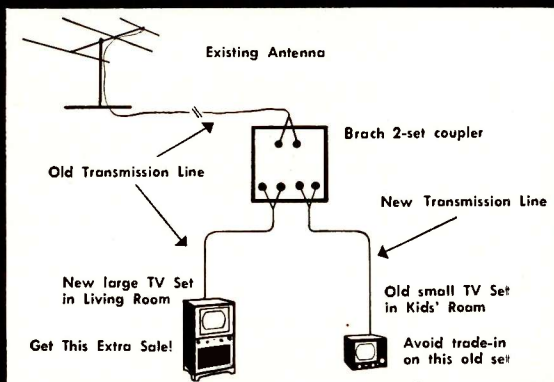 Existing Antenna
Brach 2-set coupler
Old Transmission Line
New Transmission Line
New large TV Set
in Living Room
Old small TV Set
in Kids' Room
Get This Extra Sale!
Avoid trade-in
on this old set